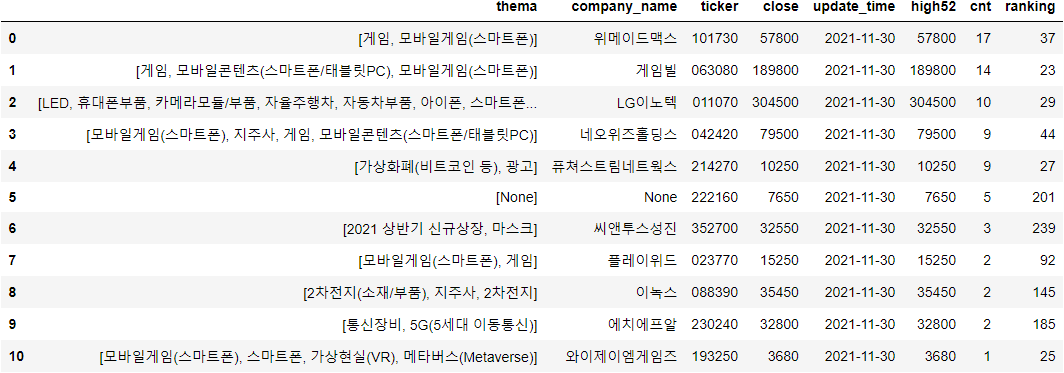 thema company_name ticker close update_time high52 cnt ranking
0 [게임, 모바일게임(스마트폰)] 위메이드맥스 101730 57800 2021-11-30 57800 17 37
1 [게임, 모바일콘텐츠(스마트폰/태블릿PC), 모바일게임(스마트폰)] 게임빌 063080 189800 2021-11-30 189800 14 23
2 [LED, 휴대폰부품, 카메라모듈/부품, 자율주행차, 자동차부품, 아이폰, 스마트폰... LG이노텍 011070 304500 2021-11-30 304500 10 29
3 [모바일게임(스마트폰), 지주사, 게임, 모바일콘텐츠(스마트폰/태블릿PC)] 네오위즈홀딩스 042420 79500 2021-11-30 79500 9 44
4 [가상화폐(비트코인 등), 광고] 퓨쳐스트림네트웍스 214270 10250 2021-11-30 10250 9 27
5 [None] None 222160 7650 2021-11-30 7650 5 201
6 [2021 상반기 신규상장, 마스크] 씨앤투스성진 352700 32550 2021-11-30 32550 3 239
7 [모바일게임(스마트폰), 게임] 플레이위드 023770 15250 2021-11-30 15250 2 92
8 [2차전지(소재/부품), 지주사, 2차전지] 이녹스 088390 35450 2021-11-30 35450 2 145
9 [통신장비, 5G(5세대 이동통신)] 에치에프알 230240 32800 2021-11-30 32800 2 185
10 [모바일게임(스마트폰), 스마트폰, 가상현실(VR), 메타버스(Metaverse)] 와이제이엠게임즈 193250 3680 2021-11-30 3680 1 25